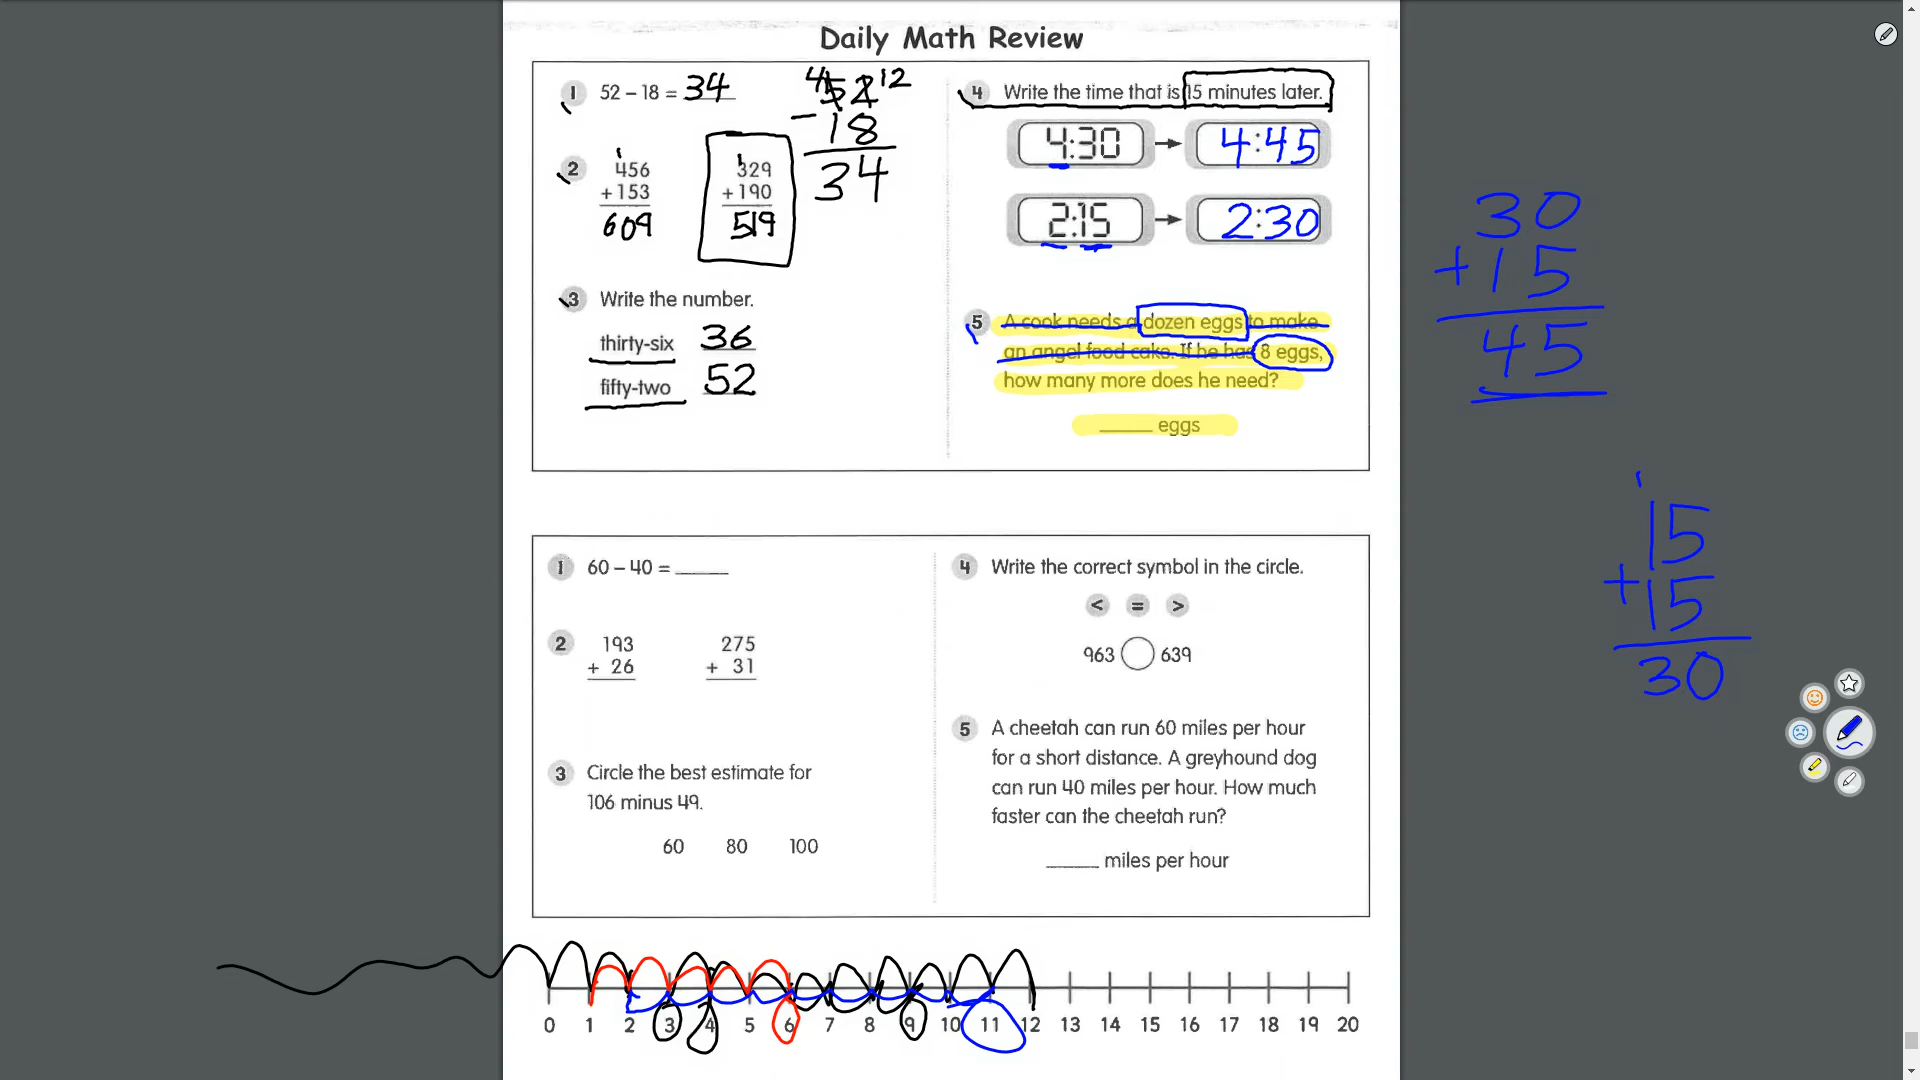 Daily Math Review
1 52 – 18 = 34
4 12
52
- 18
34
2
1
456
+ 153
609
1
329
+ 190
519
3 Write the number.
thirty-six 36
fifty-two 52
4 Write the time that is 15 minutes later.
4:30 → 4:45
2:15 → 2:30
5 A cook needs a dozen eggs to make
an angel food cake. If he has 8 eggs,
how many more does he need?
_____ eggs
30
+ 15
45
1
15
+ 15
30
1 60 – 40 = _____
2
193
+ 26
275
+ 31
3 Circle the best estimate for
106 minus 49.
60 80 100
4 Write the correct symbol in the circle.
< = >
963 ◯ 639
5 A cheetah can run 60 miles per hour
for a short distance. A greyhound dog
can run 40 miles per hour. How much
faster can the cheetah run?
_____ miles per hour
0 1 2 3 4 5 6 7 8 9 10 11 12 13 14 15 16 17 18 19 20